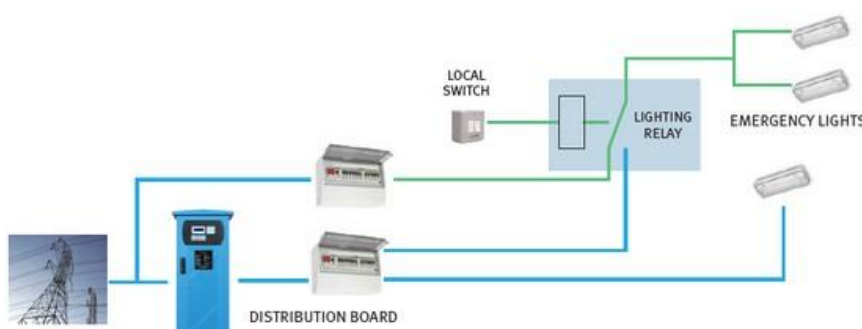 LOCAL
SWITCH
LIGHTING
RELAY
EMERGENCY LIGHTS
DISTRIBUTION BOARD